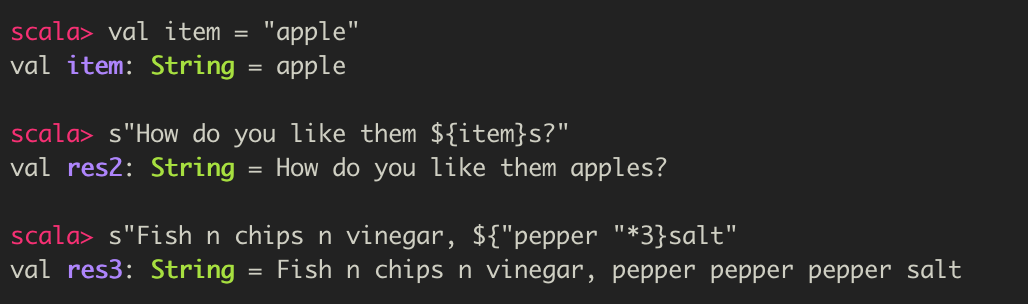 scala> val item = "apple"
val item: String = apple
scala> s"How do you like them ${item}s?"
val res2: String = How do you like them apples?
scala> s"Fish n chips n vinegar, ${"pepper "*3}salt"
val res3: String = Fish n chips n vinegar, pepper pepper pepper salt